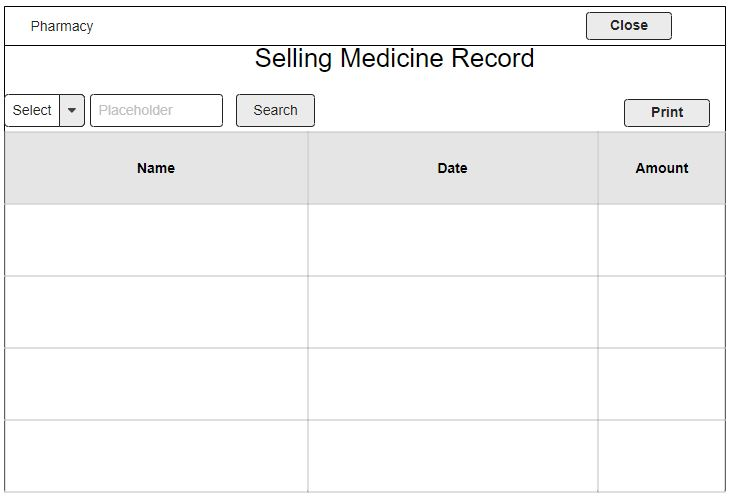 Pharmacy
Close
Selling Medicine Record
Select
Placeholder
Search
Print
Name
Date
Amount